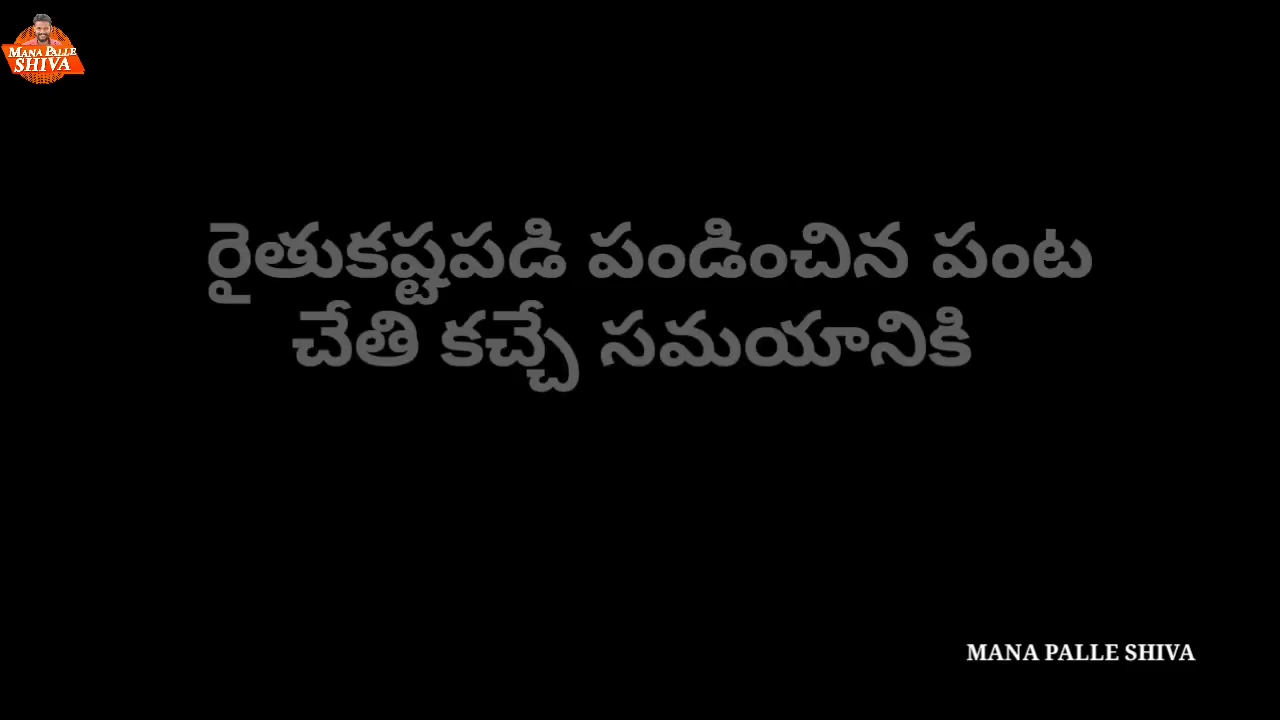 MANA PALLE
SHIVA
రైతుకష్టపడి పండించిన పంట
చేతి కచ్చే సమయానికి
MANA PALLE SHIVA